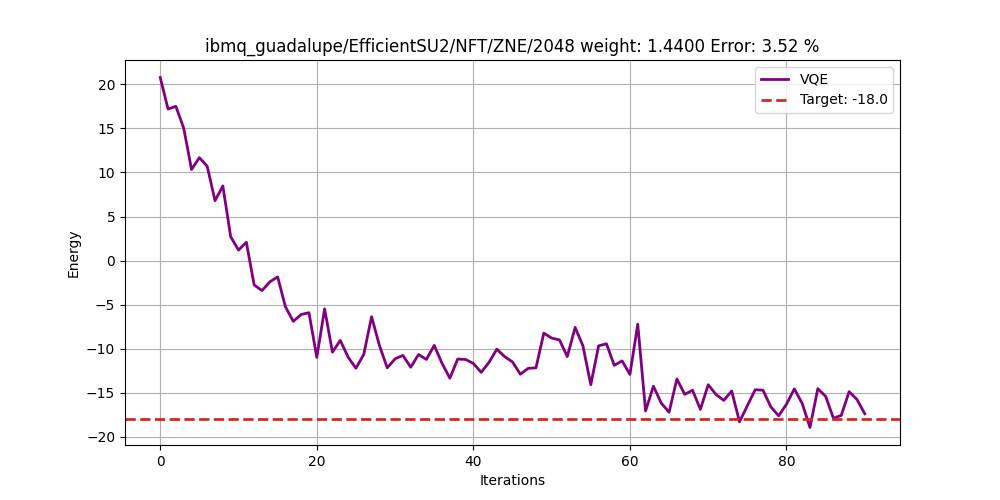 ibmq_guadalupe/EfficientSU2/NFT/ZNE/2048 weight: 1.4400 Error: 3.52 %
VQE
Target: -18.0
20
15
10
5
0
−5
−10
−15
−20
Energy
0 20 40 60 80
Iterations